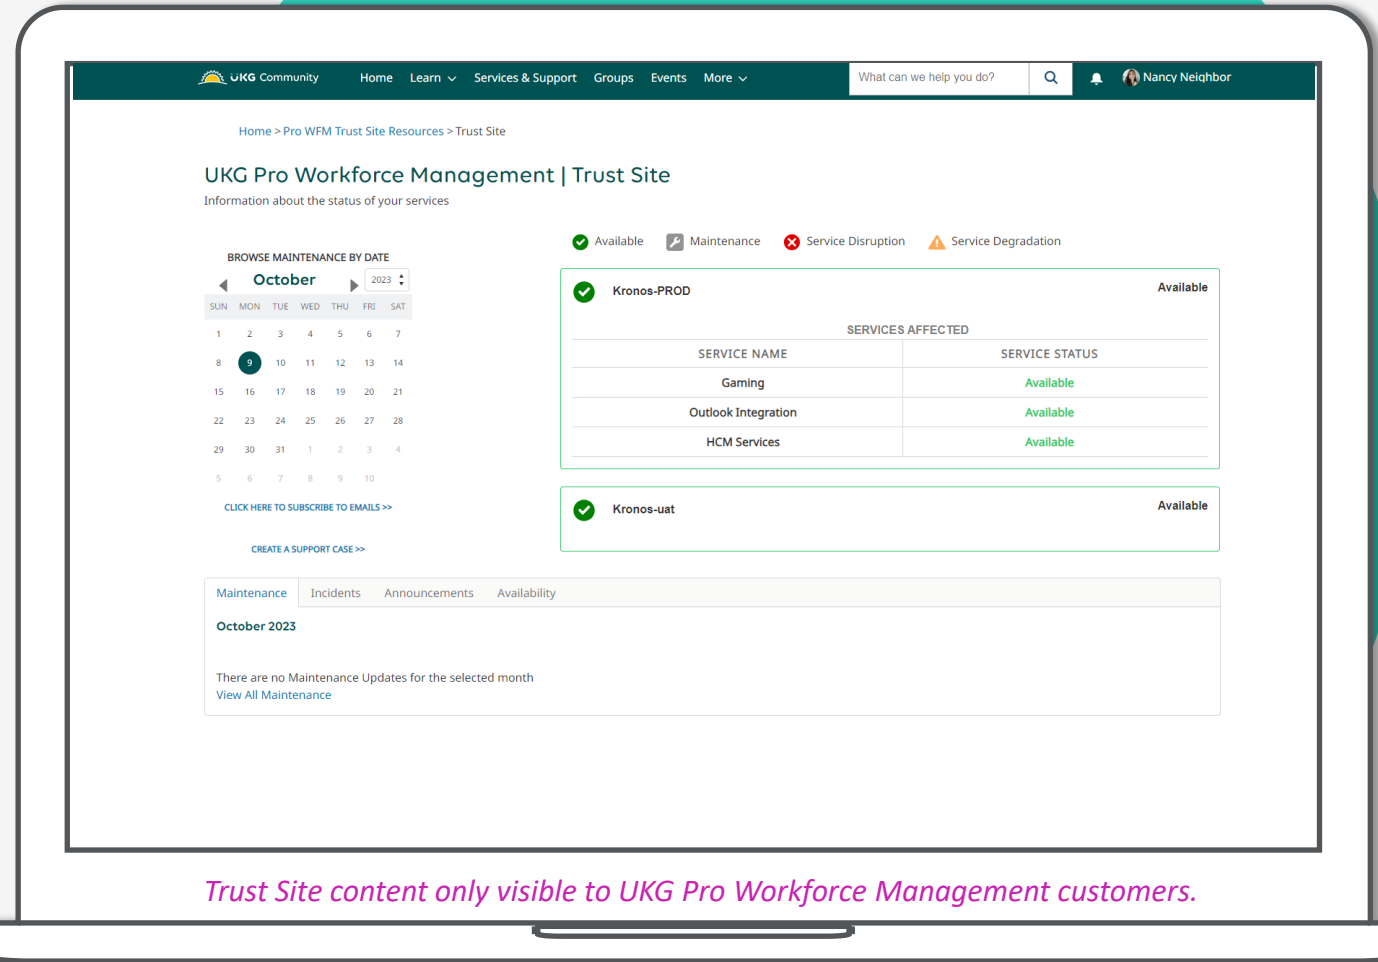 UKG Community Home Learn Services & Support Groups Events More What can we help you do? Nancy Neighbor
Home > Pro WFM Trust Site Resources > Trust Site
UKG Pro Workforce Management | Trust Site
Information about the status of your services
Available Maintenance Service Disruption Service Degradation
BROWSE MAINTENANCE BY DATE
October 2023
SUN MON TUE WED THU FRI SAT
1 2 3 4 5 6 7
8 9 10 11 12 13 14
15 16 17 18 19 20 21
22 23 24 25 26 27 28
29 30 31 1 2 3 4
5 6 7 8 9 10
CLICK HERE TO SUBSCRIBE TO EMAILS >>
CREATE A SUPPORT CASE >>
Kronos-PROD Available
SERVICES AFFECTED
SERVICE NAME SERVICE STATUS
Gaming Available
Outlook Integration Available
HCM Services Available
Kronos-uat Available
Maintenance Incidents Announcements Availability
October 2023
There are no Maintenance Updates for the selected month
View All Maintenance
Trust Site content only visible to UKG Pro Workforce Management customers.